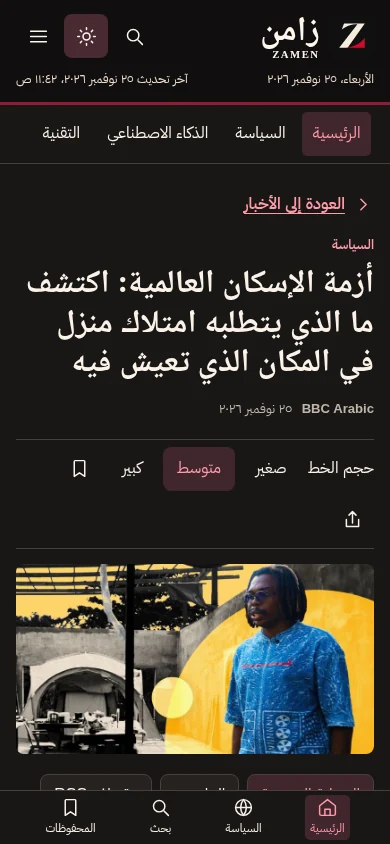 زامن
ZAMEN
الأربعاء، ٢٥ نوفمبر ٢٠٢٦
آخر تحديث ٢٥ نوفمبر ٢٠٢٦، ١١:٤٢ ص
الرئيسية السياسة الذكاء الاصطناعي التقنية
العودة إلى الأخبار
السياسة
أزمة الإسكان العالمية: اكتشف
ما الذي يتطلبه امتلاك منزل
في المكان الذي تعيش فيه
BBC Arabic ٢٥ نوفمبر ٢٠٢٦
حجم الخط صغير متوسط كبير
الرئيسية السياسة بحث المحفوظات